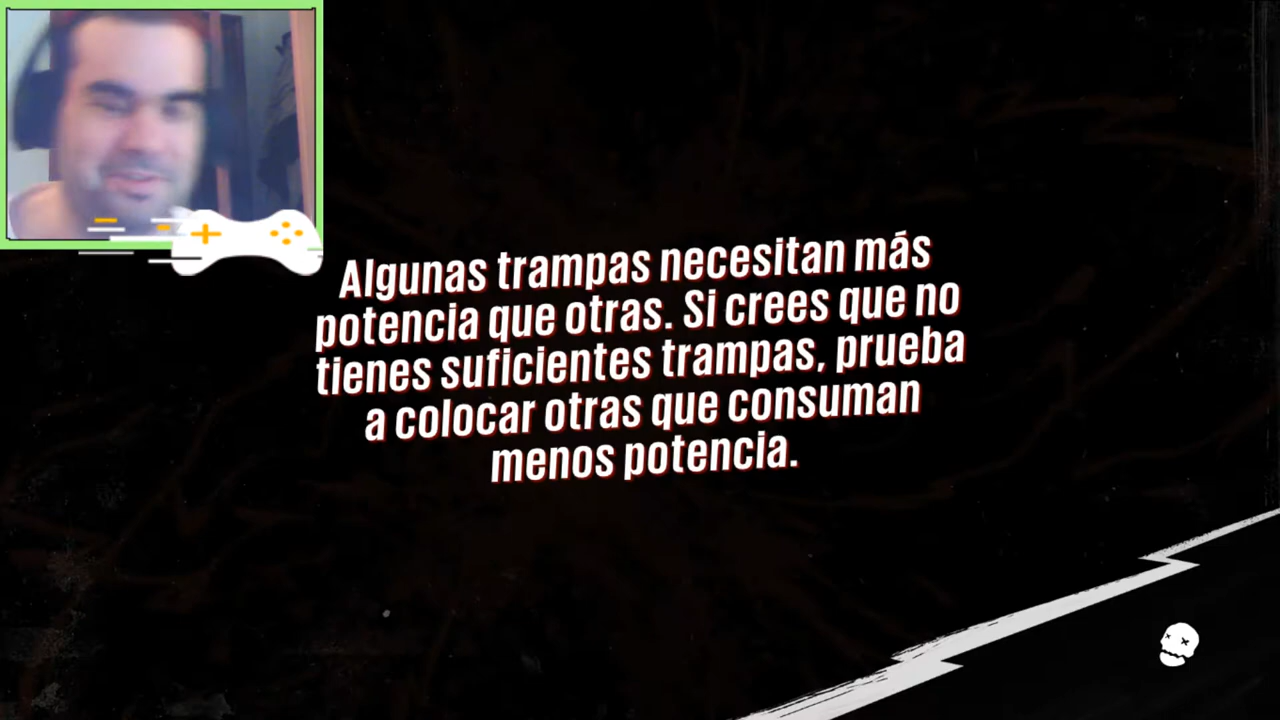 Algunas trampas necesitan más
potencia que otras. Si crees que no
tienes suficientes trampas, prueba
a colocar otras que consuman
menos potencia.